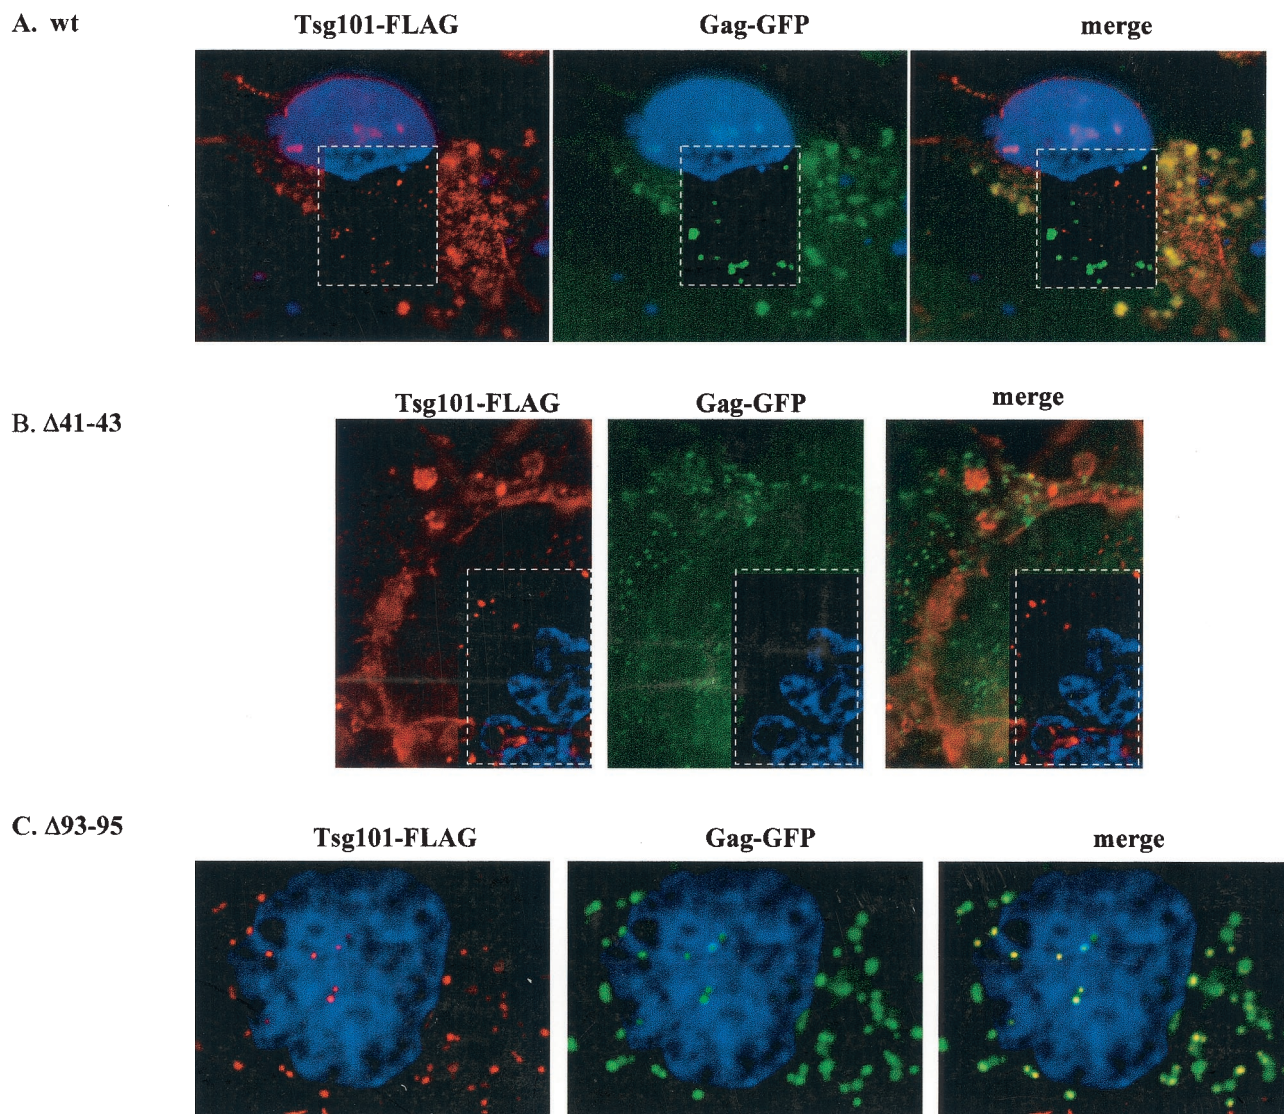 A. wt
Tsg101-FLAG Gag-GFP merge
B. Δ41-43
Tsg101-FLAG Gag-GFP merge
C. Δ93-95
Tsg101-FLAG Gag-GFP merge